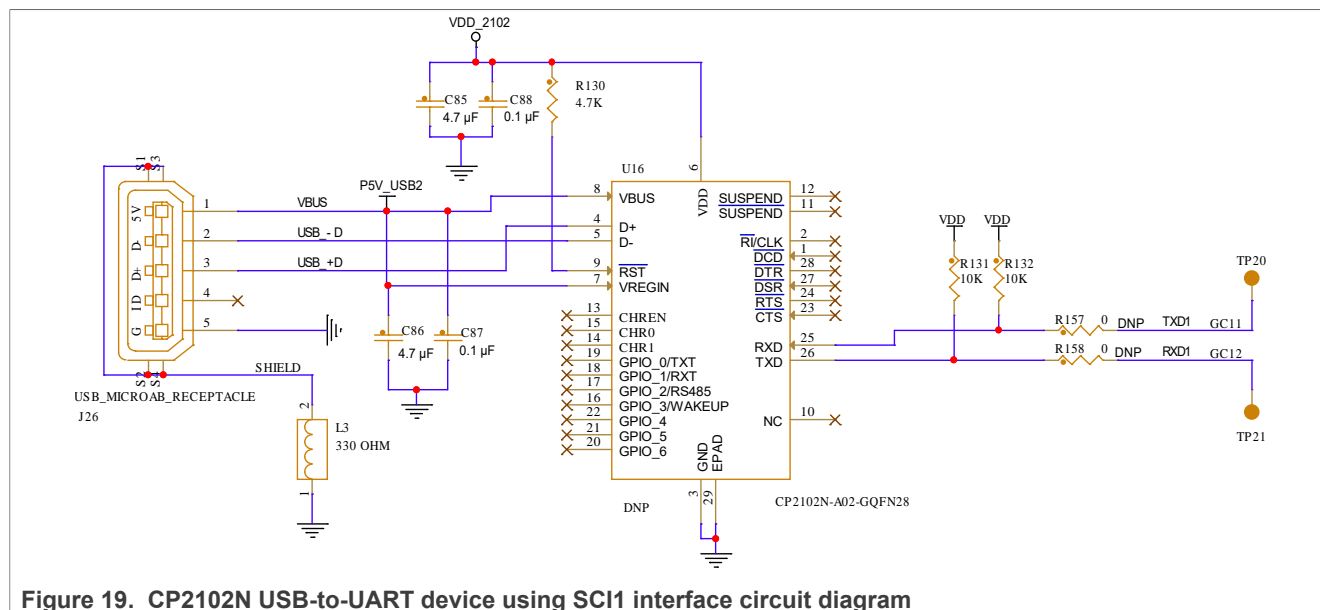 VDD_2102
C85
4.7 µF
C88
0.1 µF
R130
4.7K
S1
S3
5V
D-
D+
ID
G
1
2
3
4
5
S2
S4
USB_MICROAB_RECEPTACLE
J26
VBUS
USB_-D
USB_+D
SHIELD
2
L3
330 OHM
1
P5V_USB2
C86
4.7 µF
C87
0.1 µF
U16
6
VDD
8 VBUS
4 D+
5 D-
9 RST
7 VREGIN
13 CHREN
15 CHR0
14 CHR1
19 GPIO_0/TXT
18 GPIO_1/RXT
17 GPIO_2/RS485
16 GPIO_3/WAKEUP
22 GPIO_4
21 GPIO_5
20 GPIO_6
SUSPEND 12
SUSPEND 11
RI/CLK 2
DCD 1
DTR 28
DSR 27
RTS 24
CTS 23
RXD 25
TXD 26
NC 10
GND
EPAD
3
29
DNP
CP2102N-A02-GQFN28
VDD
VDD
R131
10K
R132
10K
R157 0 DNP TXD1 GC11
R158 0 DNP RXD1 GC12
TP20
TP21
Figure 19. CP2102N USB-to-UART device using SCI1 interface circuit diagram